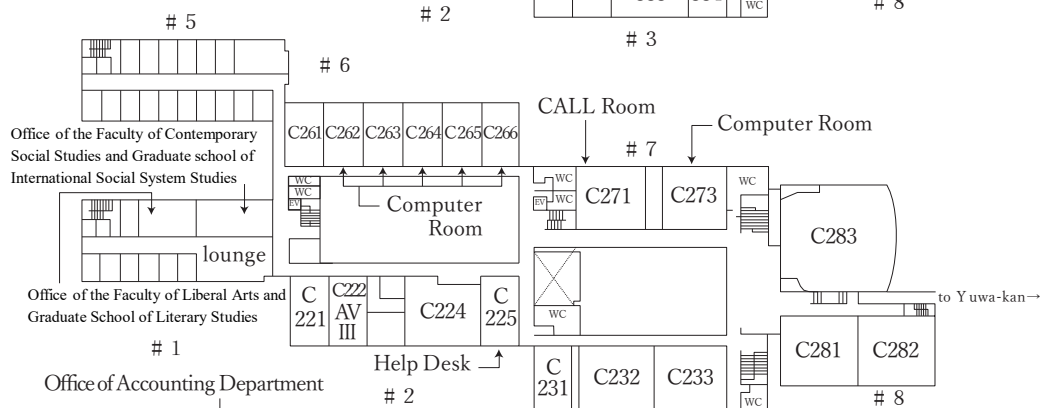 # 2
WC
# 8
# 5
# 3
# 6
CALL Room
Computer Room
C261
C262
C263
C264
C265
C266
# 7
Office of the Faculty of Contemporary
Social Studies and Graduate school of
International Social System Studies
WC
WC
EV
Computer
Room
WC
WC
EV
C271
C273
WC
C283
lounge
Office of the Faculty of Liberal Arts and
Graduate School of Literary Studies
C
221
C222
AV
III
C224
C
225
WC
to Yuwa-kan→
# 1
Help Desk
C281
C282
Office of Accounting Department
# 2
C
231
C232
C233
WC
# 8